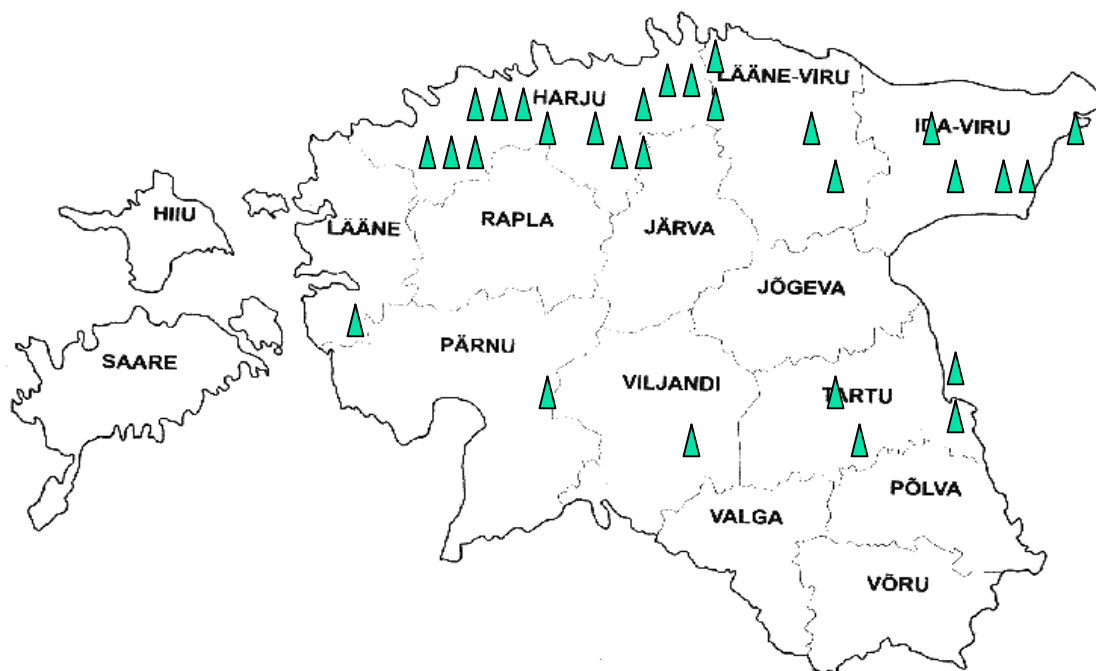 LÄÄNE-VIRU
HARJU
IDA-VIRU
HIIU
LÄÄNE
RAPLA
JÄRVA
JÕGEVA
SAARE
PÄRNU
VILJANDI
TARTU
PÕLVA
VALGA
VÕRU